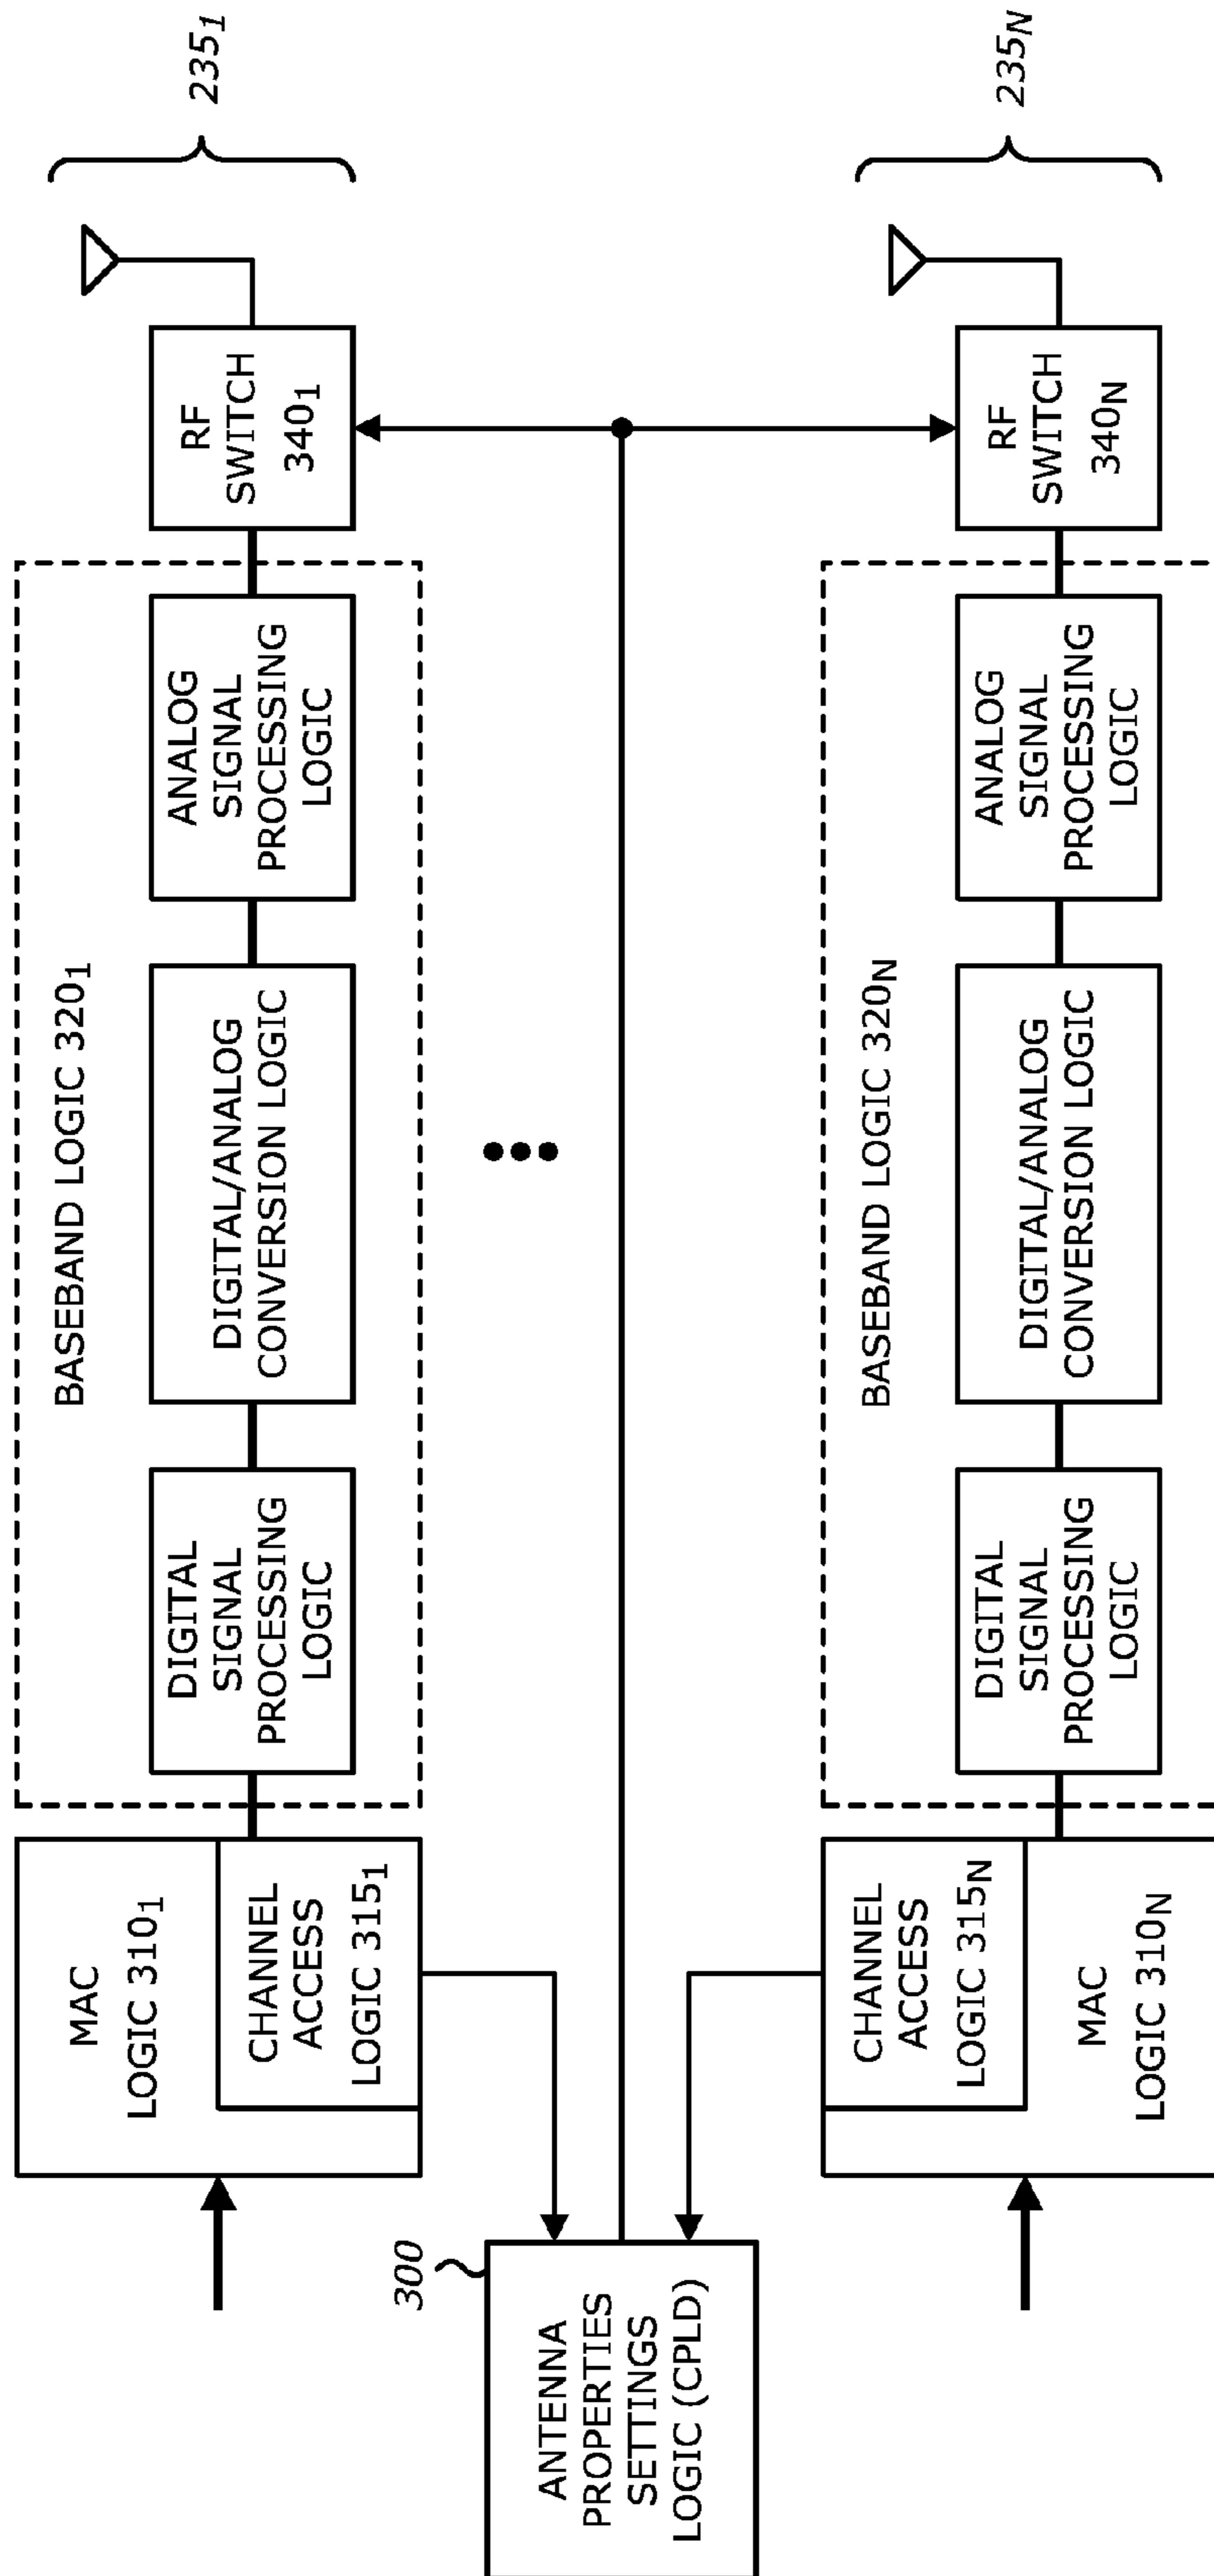 MAC
LOGIC 310₁
CHANNEL
ACCESS
LOGIC 315₁
BASEBAND LOGIC 320₁
DIGITAL
SIGNAL
PROCESSING
LOGIC
DIGITAL/ANALOG
CONVERSION LOGIC
ANALOG
SIGNAL
PROCESSING
LOGIC
RF
SWITCH
340₁
235₁
300
ANTENNA
PROPERTIES
SETTINGS
LOGIC (CPLD)
CHANNEL
ACCESS
LOGIC 315N
MAC
LOGIC 310N
BASEBAND LOGIC 320N
DIGITAL
SIGNAL
PROCESSING
LOGIC
DIGITAL/ANALOG
CONVERSION LOGIC
ANALOG
SIGNAL
PROCESSING
LOGIC
RF
SWITCH
340N
235N